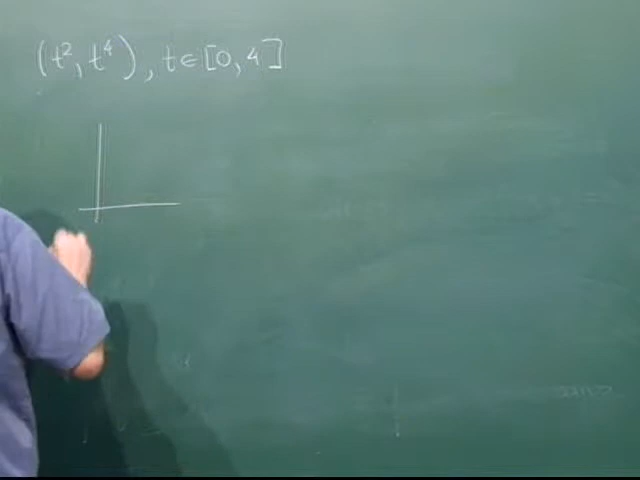 (t², t⁴), t ∈ [0, 4]